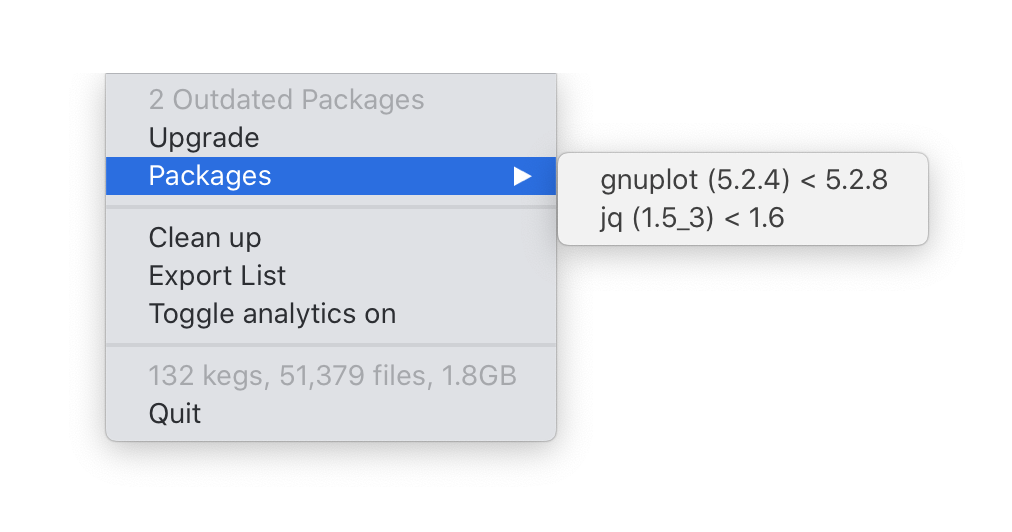 2 Outdated Packages
Upgrade
Packages
gnuplot (5.2.4) < 5.2.8
jq (1.5_3) < 1.6
Clean up
Export List
Toggle analytics on
132 kegs, 51,379 files, 1.8GB
Quit